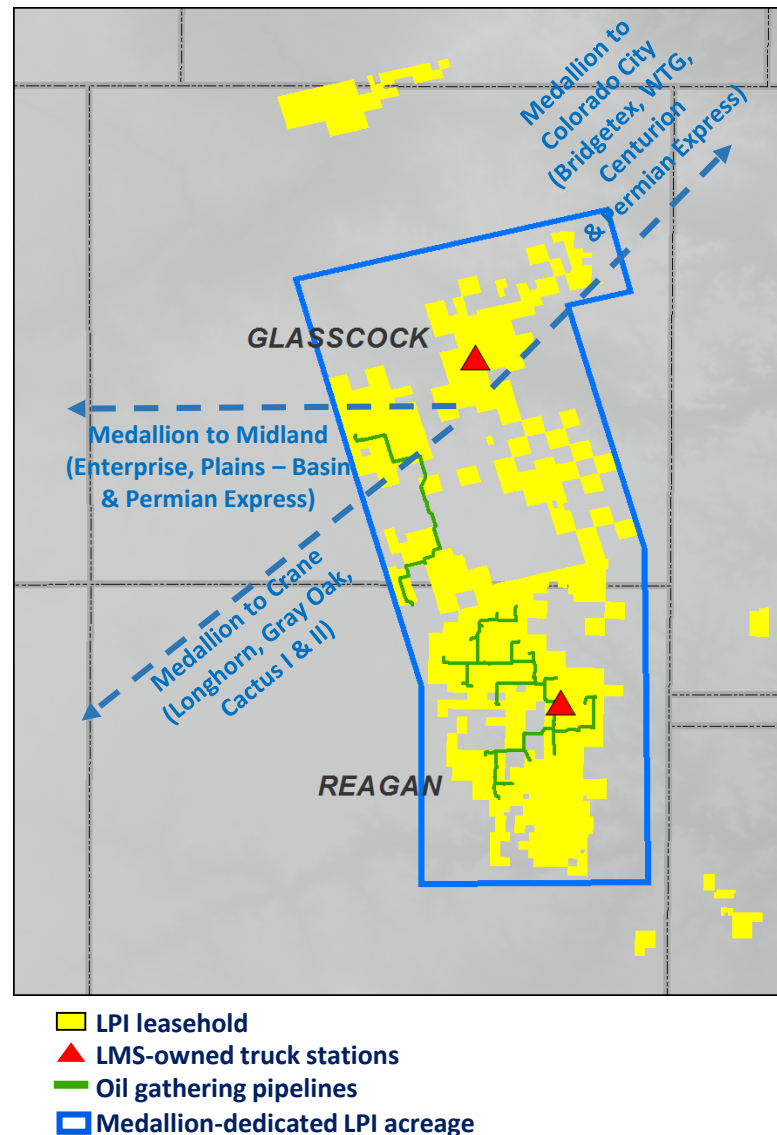 Medallion to
Colorado City
(Bridgetex, WTG,
Centurion
& Permian Express)
GLASSCOCK
Medallion to Midland
(Enterprise, Plains – Basin
& Permian Express)
Medallion to Crane
(Longhorn, Gray Oak,
Cactus I & II)
REAGAN
LPI leasehold
LMS-owned truck stations
Oil gathering pipelines
Medallion-dedicated LPI acreage